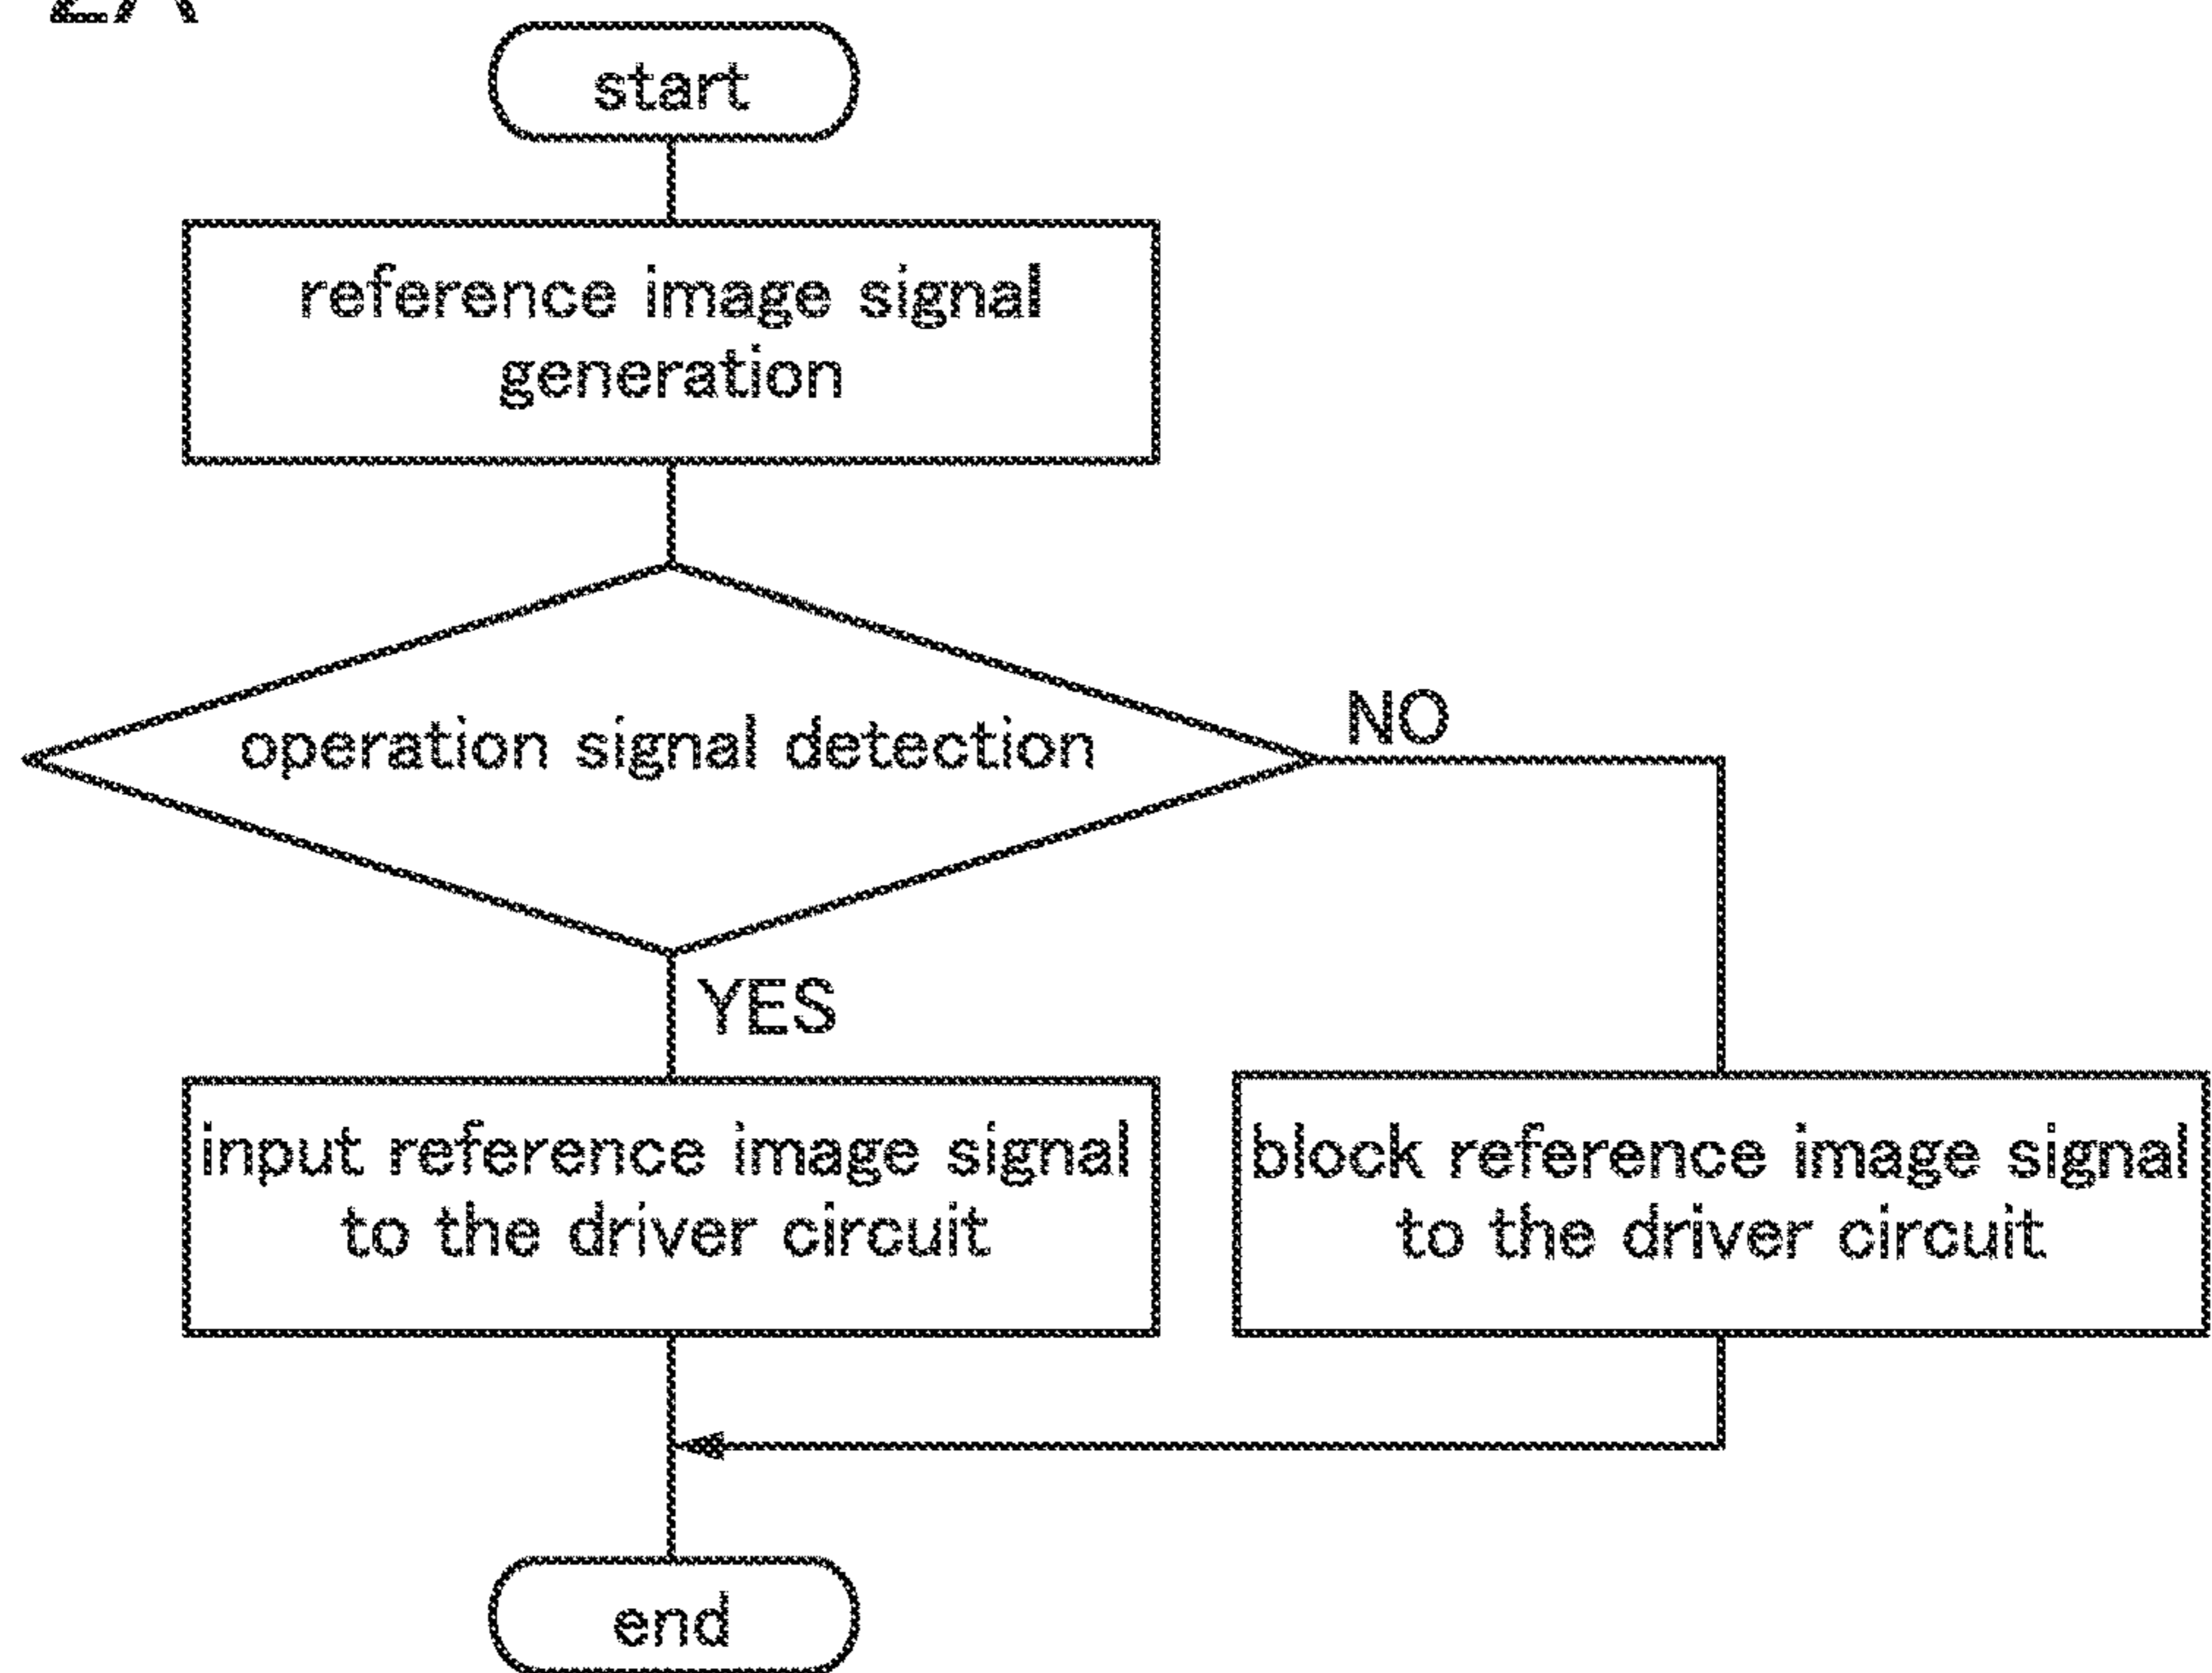 2A
start
reference image signal
generation
operation signal detection
NO
YES
input reference image signal
to the driver circuit
block reference image signal
to the driver circuit
end